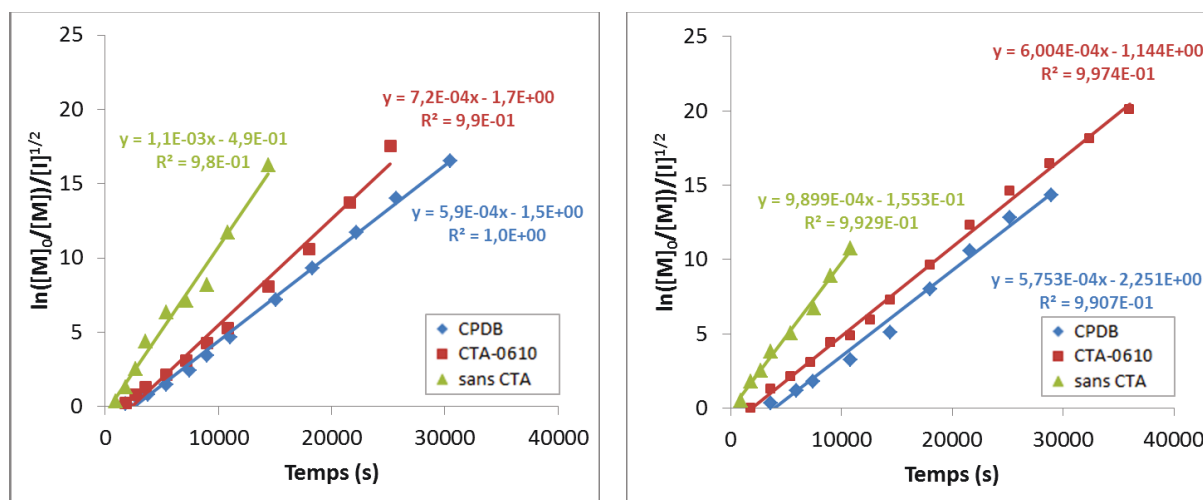 ln([M]₀/[M])/[I]^1/2
25
20
15
10
5
0
y = 7,2E-04x - 1,7E+00
R² = 9,9E-01
y = 1,1E-03x - 4,9E-01
R² = 9,8E-01
y = 5,9E-04x - 1,5E+00
R² = 1,0E+00
CPDB
CTA-0610
sans CTA
0 10000 20000 30000 40000
Temps (s)
ln([M]₀/[M])/[I]^1/2
25
20
15
10
5
0
y = 6,004E-04x - 1,144E+00
R² = 9,974E-01
y = 9,899E-04x - 1,553E-01
R² = 9,929E-01
y = 5,753E-04x - 2,251E+00
R² = 9,907E-01
CPDB
CTA-0610
sans CTA
0 10000 20000 30000 40000
Temps (s)